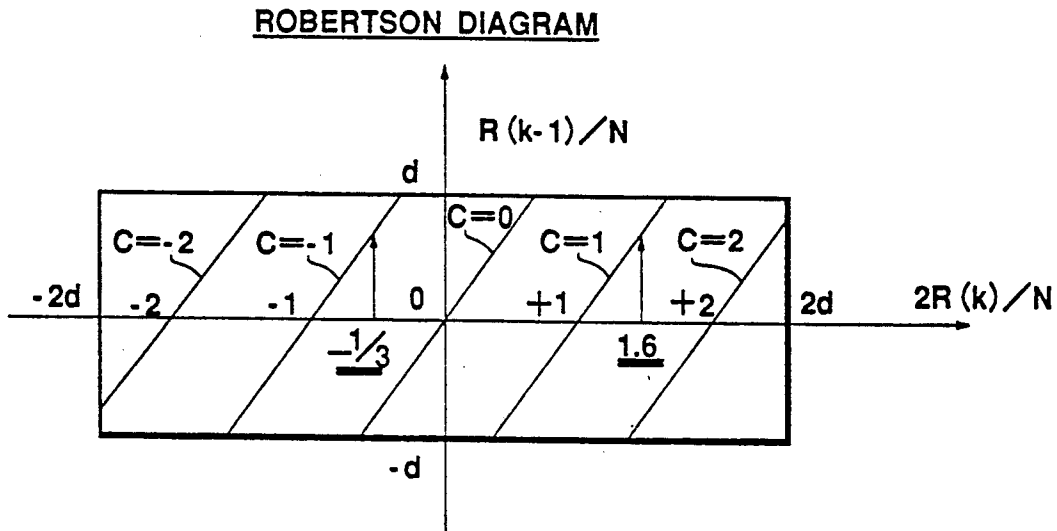 ROBERTSON DIAGRAM
R(k-1)/N
d
C=-2
C=-1
C=0
C=1
C=2
-2d
-2
-1
0
+1
+2
2d
2R(k)/N
-1/3
1.6
-d